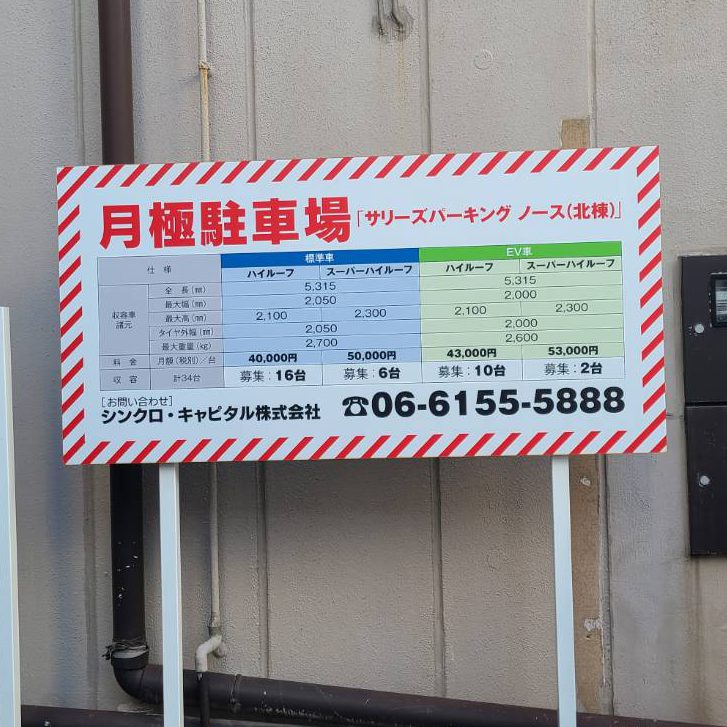 月極駐車場「サリーズパーキング ノース(北棟)」
仕様 標準車 EV車
ハイルーフ スーパーハイルーフ ハイルーフ スーパーハイルーフ
収容車諸元 全長(mm) 5,315 5,315
最大幅(mm) 2,050 2,000
最大高(mm) 2,100 2,300 2,100 2,300
タイヤ外幅(mm) 2,050 2,000
最大重量(kg) 2,700 2,600
料金 月額(税別)/台 40,000円 50,000円 43,000円 53,000円
収容 計34台 募集:16台 募集:6台 募集:10台 募集:2台
[お問い合わせ]
シンクロ・キャピタル株式会社 ☎06-6155-5888